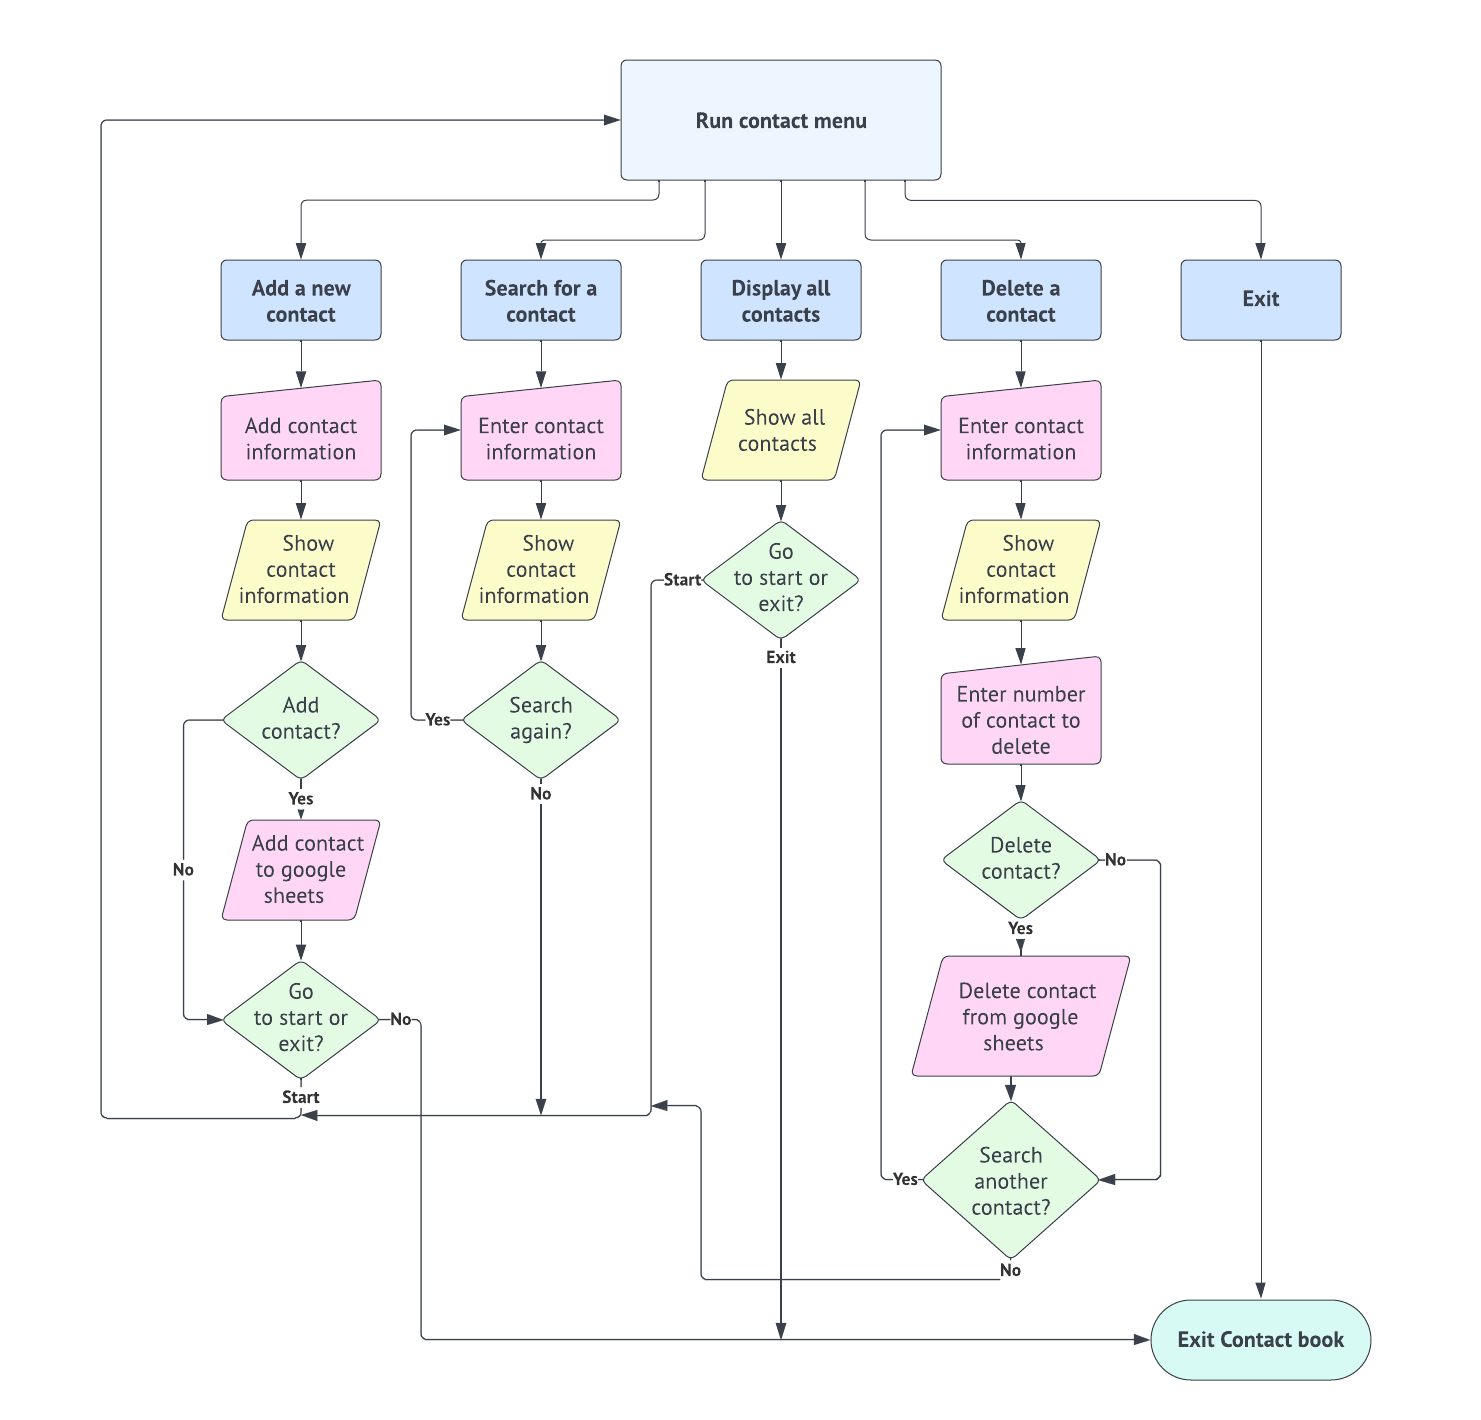 Run contact menu
Add a new
contact
Search for a
contact
Display all
contacts
Delete a
contact
Exit
Add contact
information
Enter contact
information
Show all
contacts
Enter contact
information
Show
contact
information
Show
contact
information
Go
to start or
exit?
Start
Exit
Show
contact
information
Add
contact?
Yes
No
Search
again?
Yes
No
Enter number
of contact to
delete
Add contact
to google
sheets
Delete
contact?
No
Yes
Go
to start or
exit?
No
Start
Delete contact
from google
sheets
Search
another
contact?
Yes
No
Exit Contact book